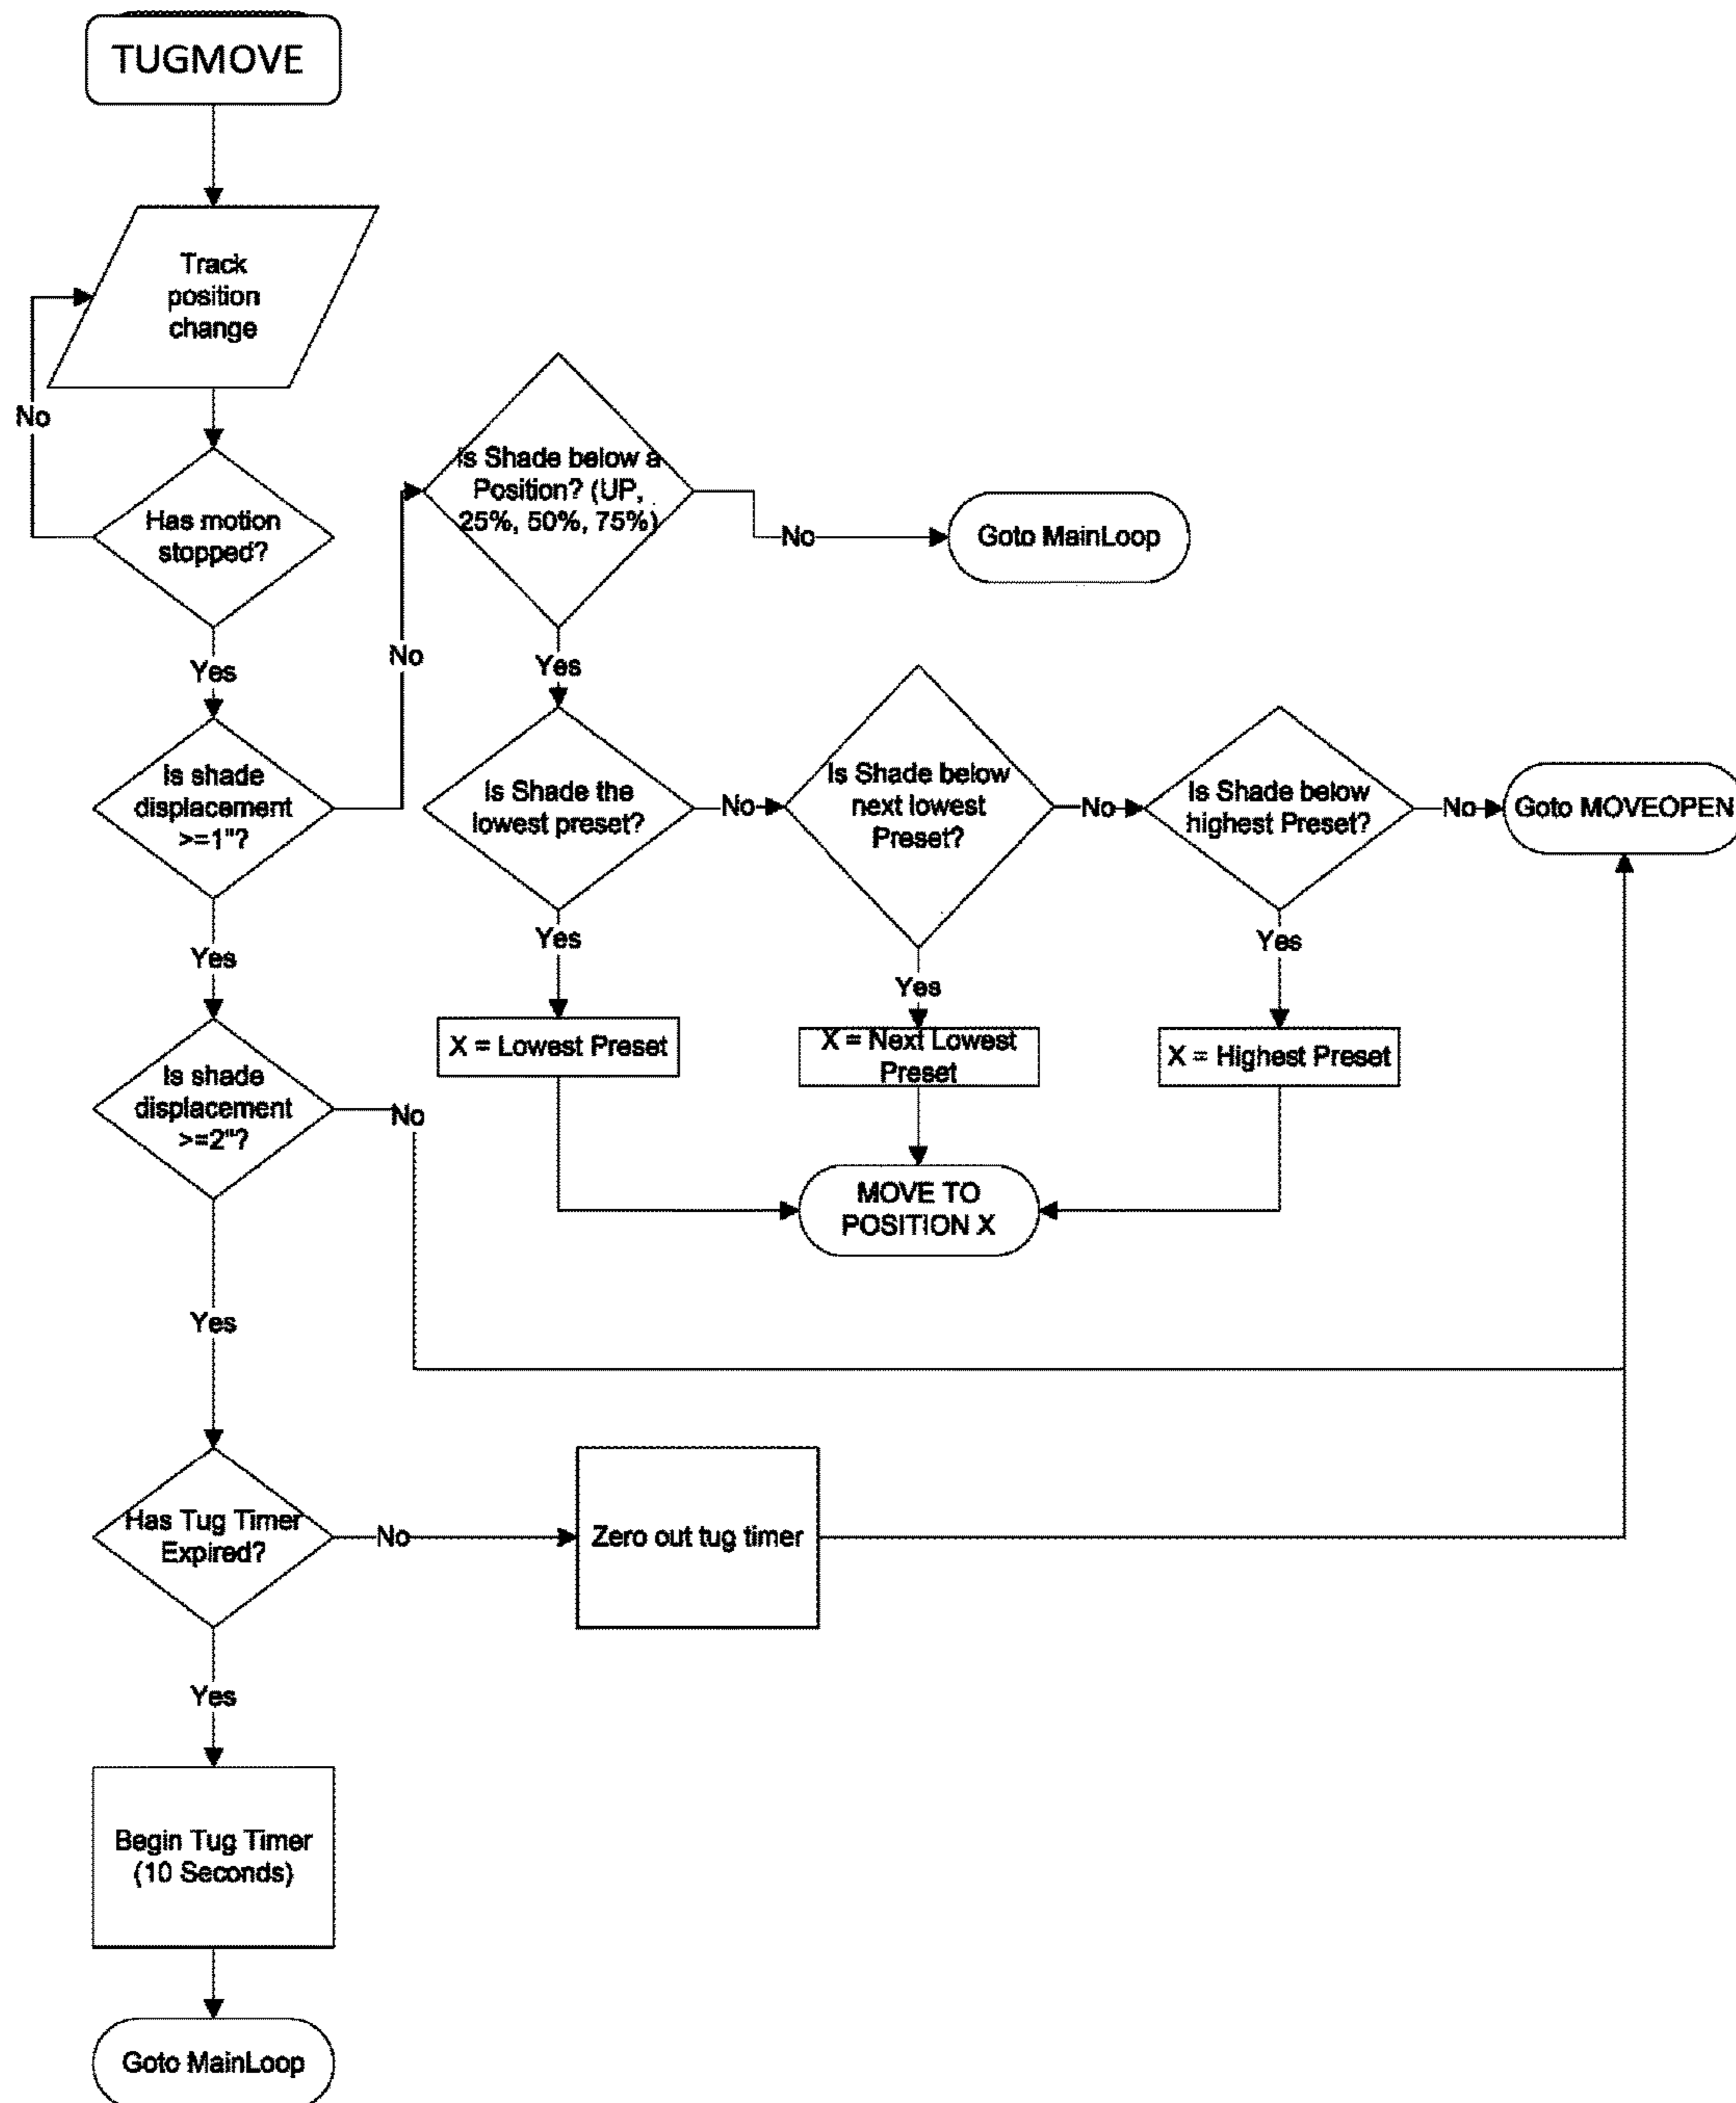 TUGMOVE
Track
position
change
No
Has motion
stopped?
Yes
Is shade
displacement
>=1"?
No
Yes
Is shade
displacement
>=2"?
No
Yes
Has Tug Timer
Expired?
No
Zero out tug timer
Yes
Begin Tug Timer
(10 Seconds)
Goto MainLoop
Is Shade below a
Position? (UP,
25%, 50%, 75%)
No
Goto MainLoop
Yes
Is Shade the
lowest preset?
No
Is Shade below
next lowest
Preset?
No
Is Shade below
highest Preset?
No
Goto MOVEOPEN
Yes
X = Lowest Preset
Yes
X = Next Lowest
Preset
Yes
X = Highest Preset
MOVE TO
POSITION X